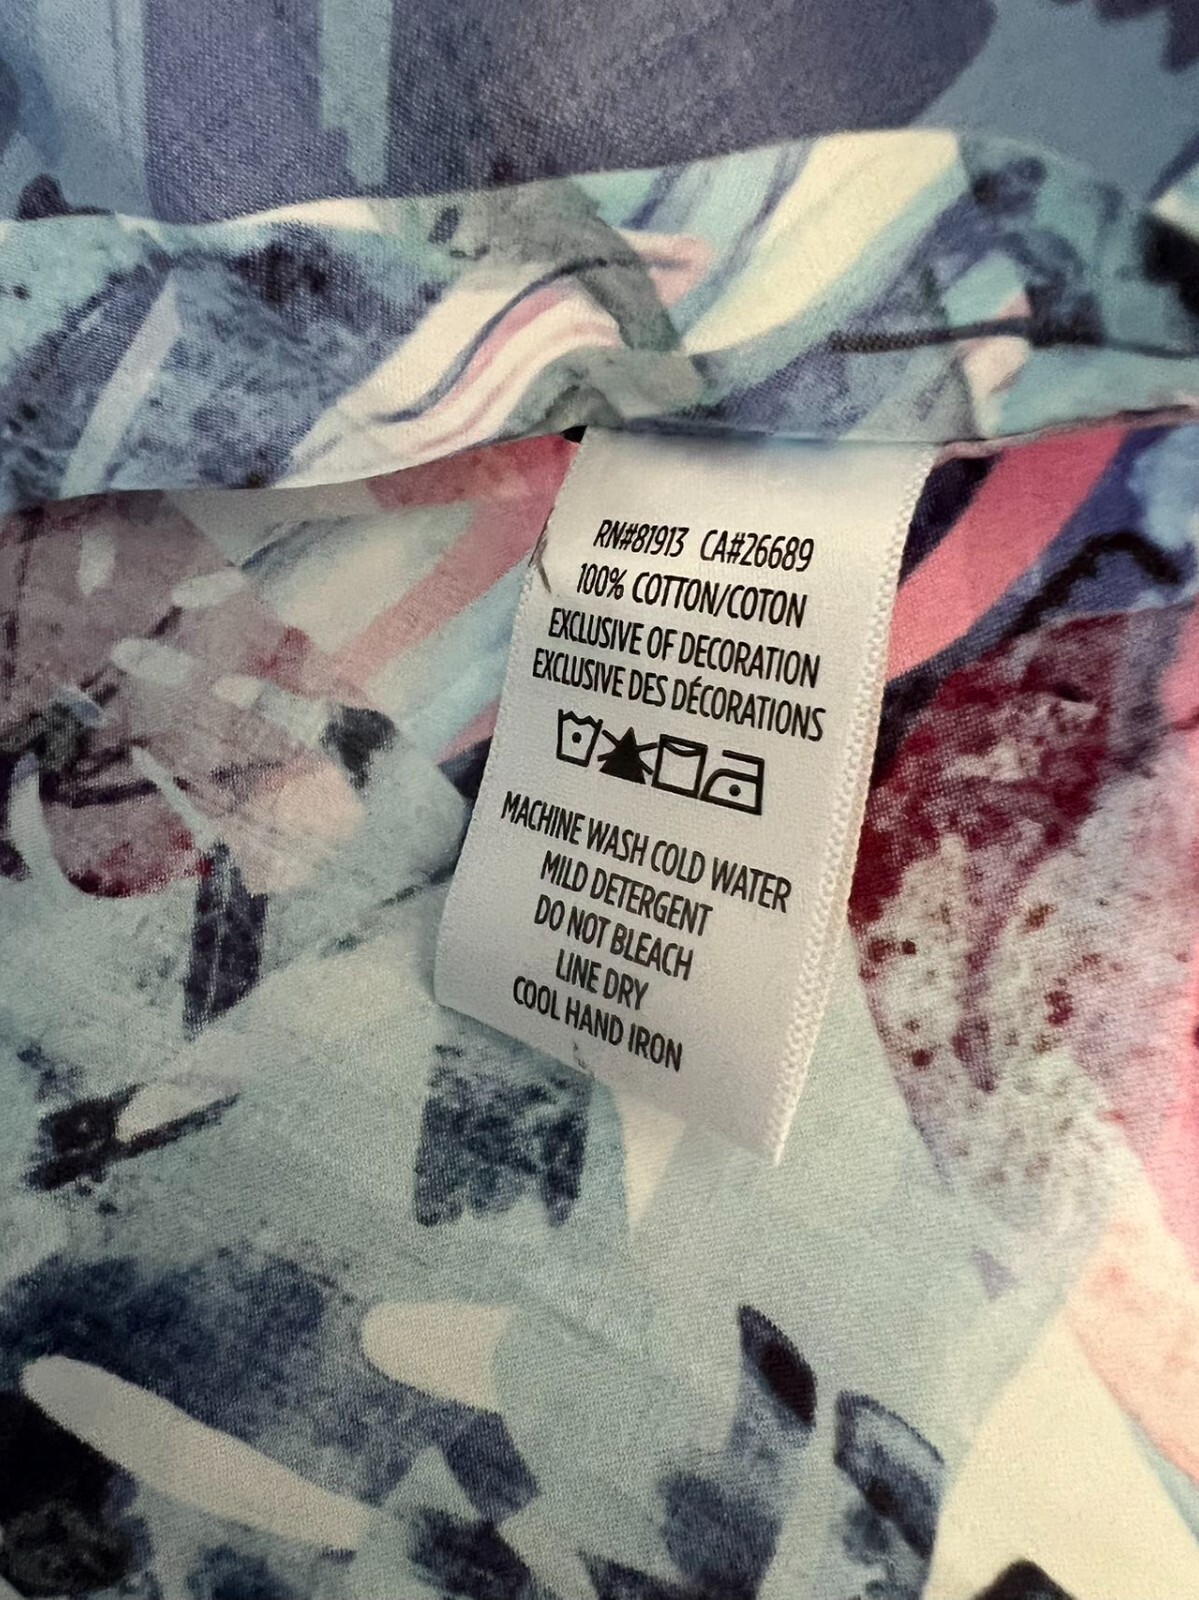 RN#81913 CA#26689
100% COTTON/COTON
EXCLUSIVE OF DECORATION
EXCLUSIVE DES DÉCORATIONS
MACHINE WASH COLD WATER
MILD DETERGENT
DO NOT BLEACH
LINE DRY
COOL HAND IRON